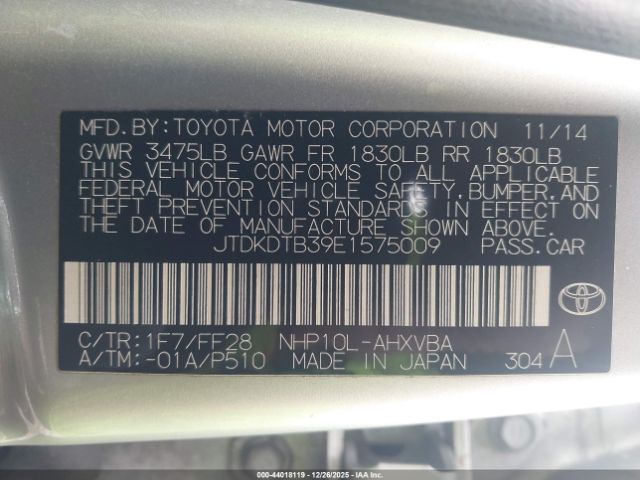 MFD.BY:TOYOTA MOTOR CORPORATION 11/14
GVWR 3475LB GAWR FR 1830LB RR 1830LB
THIS VEHICLE CONFORMS TO ALL APPLICABLE
FEDERAL MOTOR VEHICLE SAFETY,BUMPER,AND
THEFT PREVENTION STANDARDS IN EFFECT ON
THE DATE OF MANUFACTURE SHOWN ABOVE.
JTDKDTB39E1575009 PASS.CAR
C/TR:1F7/FF28 NHP10L-AHXVBA
A/TM:-01A/P510 MADE IN JAPAN 304 A
000-44018119 | 12/26/2025 - Copyright © IAA, Inc.